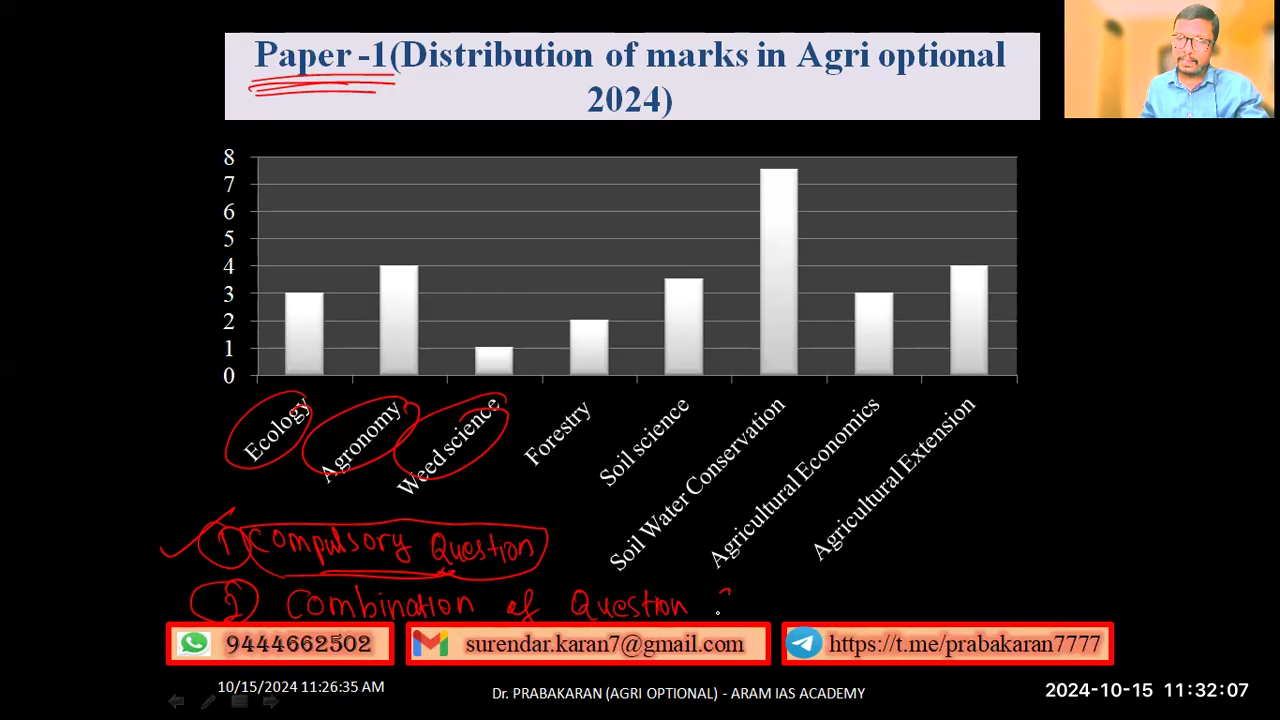 Paper -1(Distribution of marks in Agri optional
2024)
8
7
6
5
4
3
2
1
0
Ecology
Agronomy
Weed science
Forestry
Soil science
Soil Water Conservation
Agricultural Economics
Agricultural Extension
1) Compulsory Question
2 Combination of Question ?
9444662502
surendar.karan7@gmail.com
https://t.me/prabakaran7777
10/15/2024 11:26:35 AM
Dr. PRABAKARAN (AGRI OPTIONAL) - ARAM IAS ACADEMY
2024-10-15 11:32:07